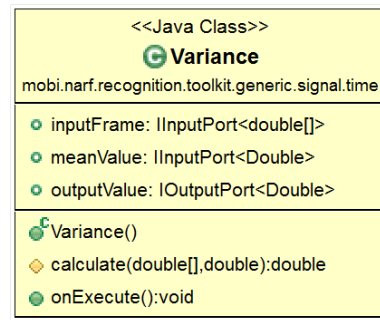 <<Java Class>>
Variance
mobi.narf.recognition.toolkit.generic.signal.time
inputFrame: IInputPort<double[]>
meanValue: IInputPort<Double>
outputValue: IOutputPort<Double>
Variance()
calculate(double[],double):double
onExecute():void